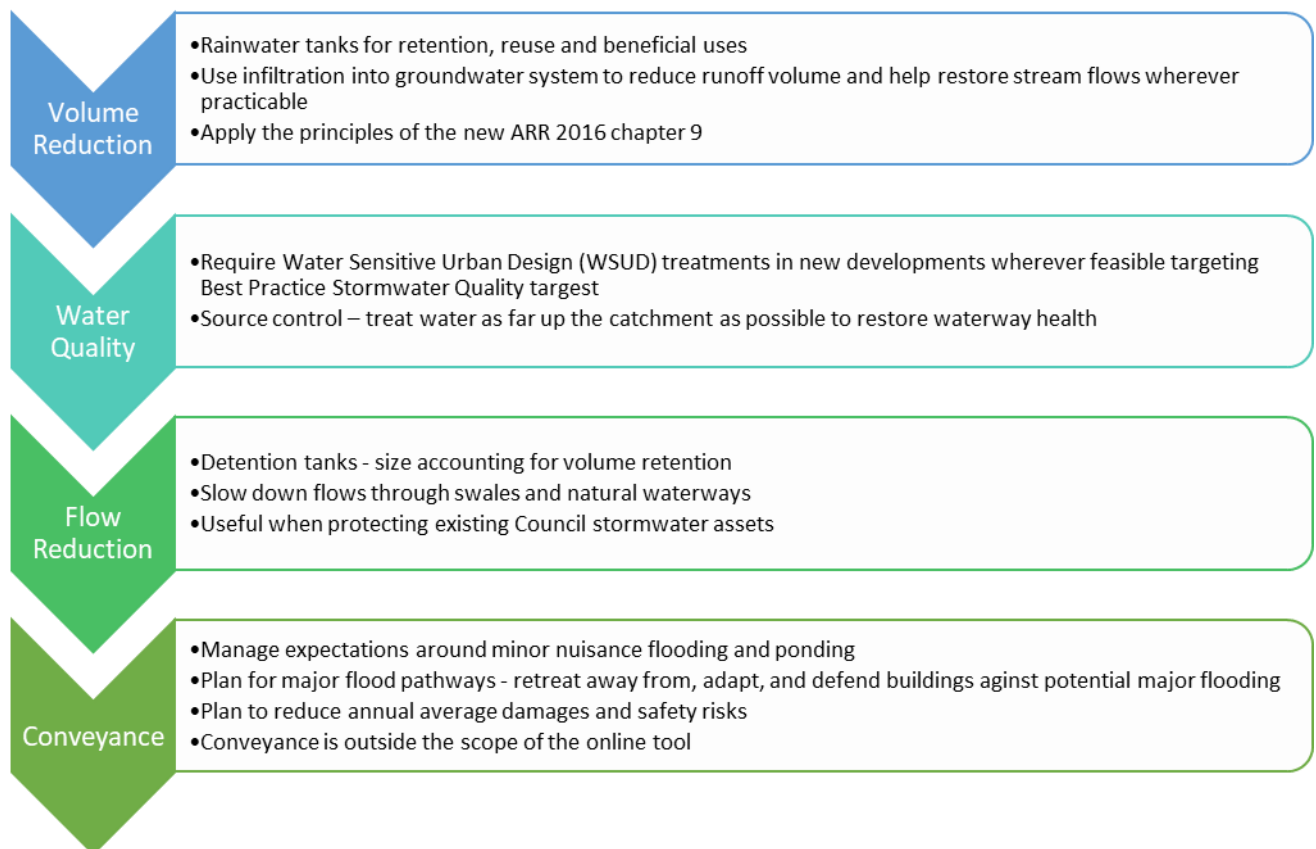 Volume
Reduction
•Rainwater tanks for retention, reuse and beneficial uses
•Use infiltration into groundwater system to reduce runoff volume and help restore stream flows wherever
practicable
•Apply the principles of the new ARR 2016 chapter 9
Water
Quality
•Require Water Sensitive Urban Design (WSUD) treatments in new developments wherever feasible targeting
Best Practice Stormwater Quality targest
•Source control – treat water as far up the catchment as possible to restore waterway health
Flow
Reduction
•Detention tanks - size accounting for volume retention
•Slow down flows through swales and natural waterways
•Useful when protecting existing Council stormwater assets
Conveyance
•Manage expectations around minor nuisance flooding and ponding
•Plan for major flood pathways - retreat away from, adapt, and defend buildings aginst potential major flooding
•Plan to reduce annual average damages and safety risks
•Conveyance is outside the scope of the online tool